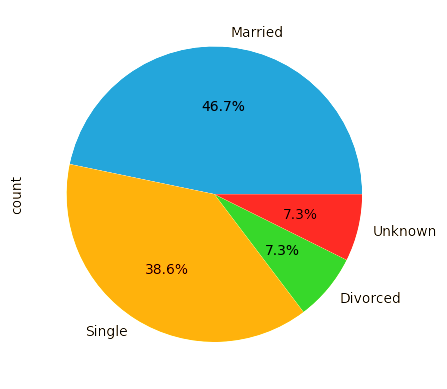 Married
46.7%
count
7.3%
Unknown
7.3%
38.6%
Divorced
Single